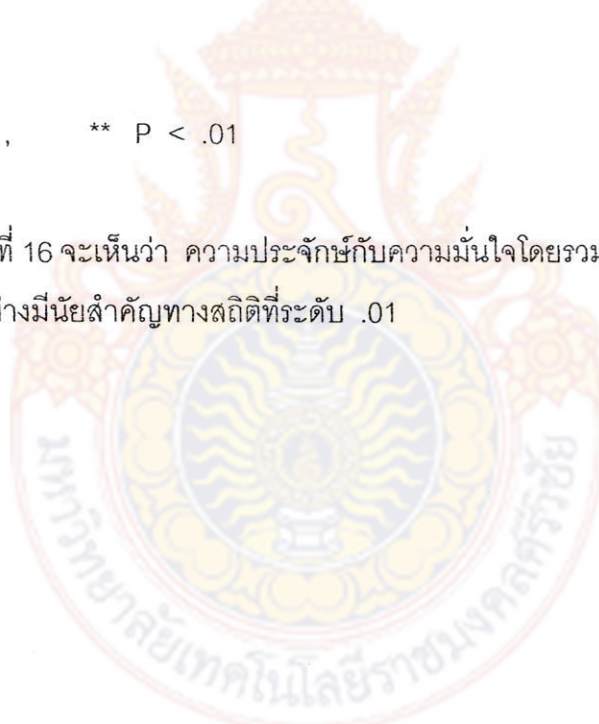 , ** P < .01
ที่ 16 จะเห็นว่า ความประจักษ์กับความมั่นใจโดยรวม
่างมีนัยสำคัญทางสถิติที่ระดับ .01
มหาวิทยาลัยเทคโนโลยีราชมงคลศรีวิชัย